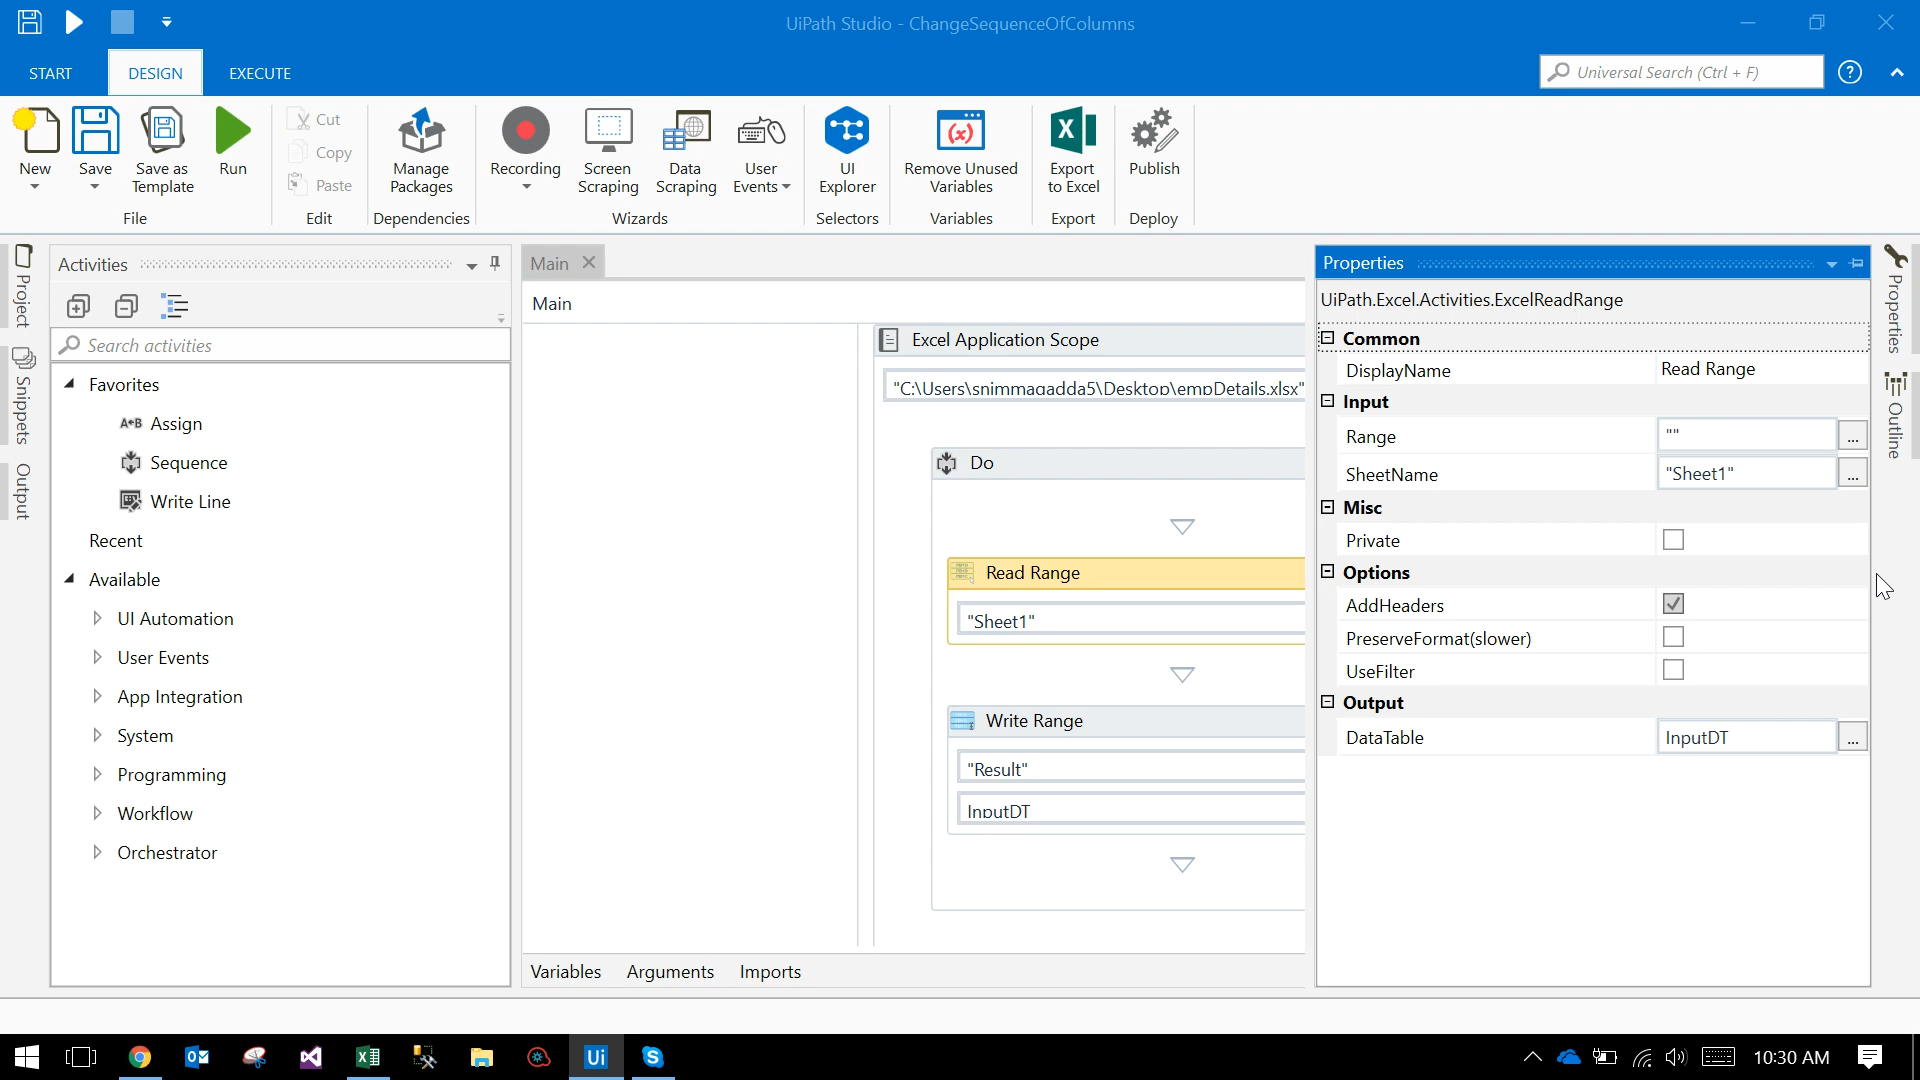 UiPath Studio - ChangeSequenceOfColumns
START
DESIGN
EXECUTE
Universal Search (Ctrl + F)
?
New
Save
Save as
Template
Run
File
Cut
Copy
Paste
Edit
Manage
Packages
Dependencies
Recording
Screen
Scraping
Data
Scraping
User
Events
Wizards
UI
Explorer
Selectors
Remove Unused
Variables
Variables
Export
to Excel
Export
Publish
Deploy
Project
Snippets
Output
Activities
Search activities
Favorites
A+B Assign
Sequence
Write Line
Recent
Available
UI Automation
User Events
App Integration
System
Programming
Workflow
Orchestrator
Main
Main
Excel Application Scope
"C:\Users\snimmagadda5\Desktop\empDetails.xlsx"
Do
Read Range
"Sheet1"
Write Range
"Result"
InputDT
Variables
Arguments
Imports
Properties
UiPath.Excel.Activities.ExcelReadRange
Common
DisplayName
Read Range
Input
Range
""
...
SheetName
"Sheet1"
...
Misc
Private
Options
AddHeaders
PreserveFormat(slower)
UseFilter
Output
DataTable
InputDT
...
Properties
Outline
Ui
10:30 AM